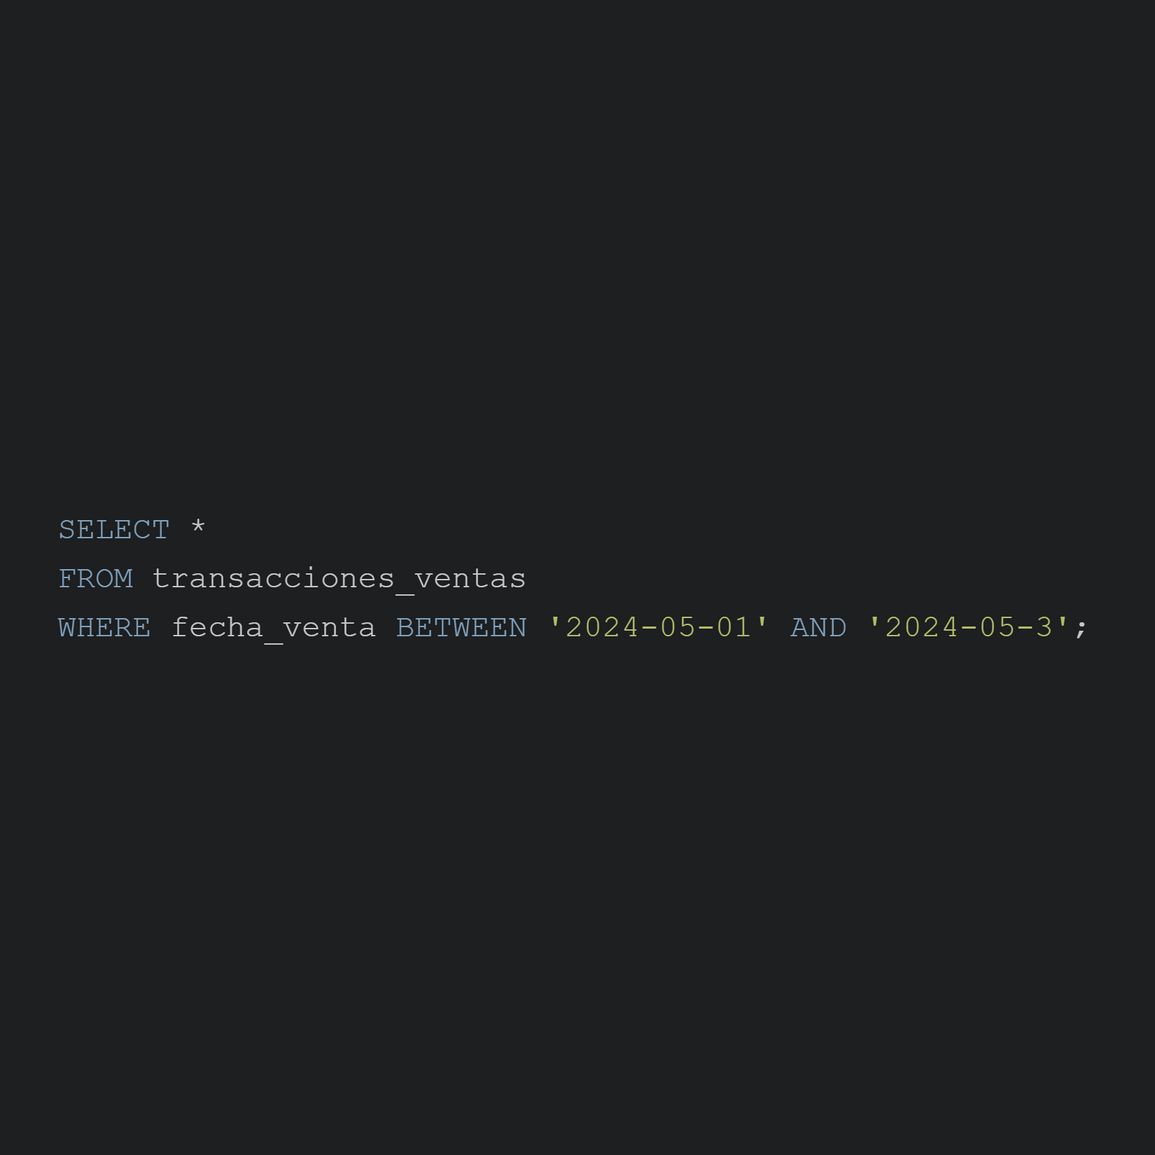 SELECT *
FROM transacciones_ventas
WHERE fecha_venta BETWEEN '2024-05-01' AND '2024-05-3';